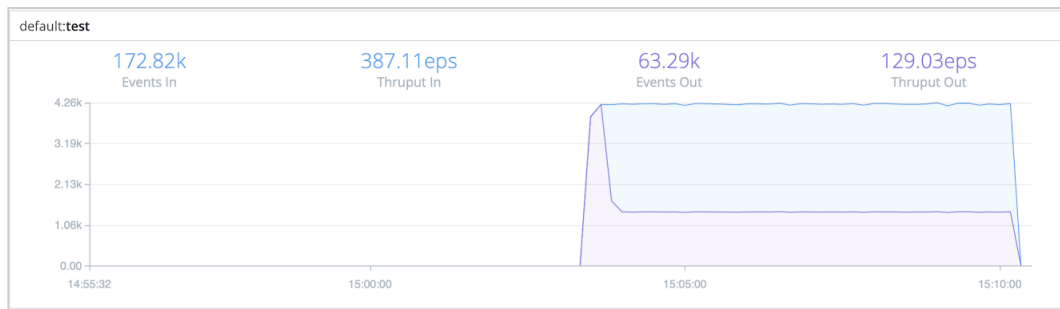 default:test
172.82k 387.11eps 63.29k 129.03eps
Events In Thruput In Events Out Thruput Out
4.26k
3.19k
2.13k
1.06k
0.00
14:55:32 15:00:00 15:05:00 15:10:00